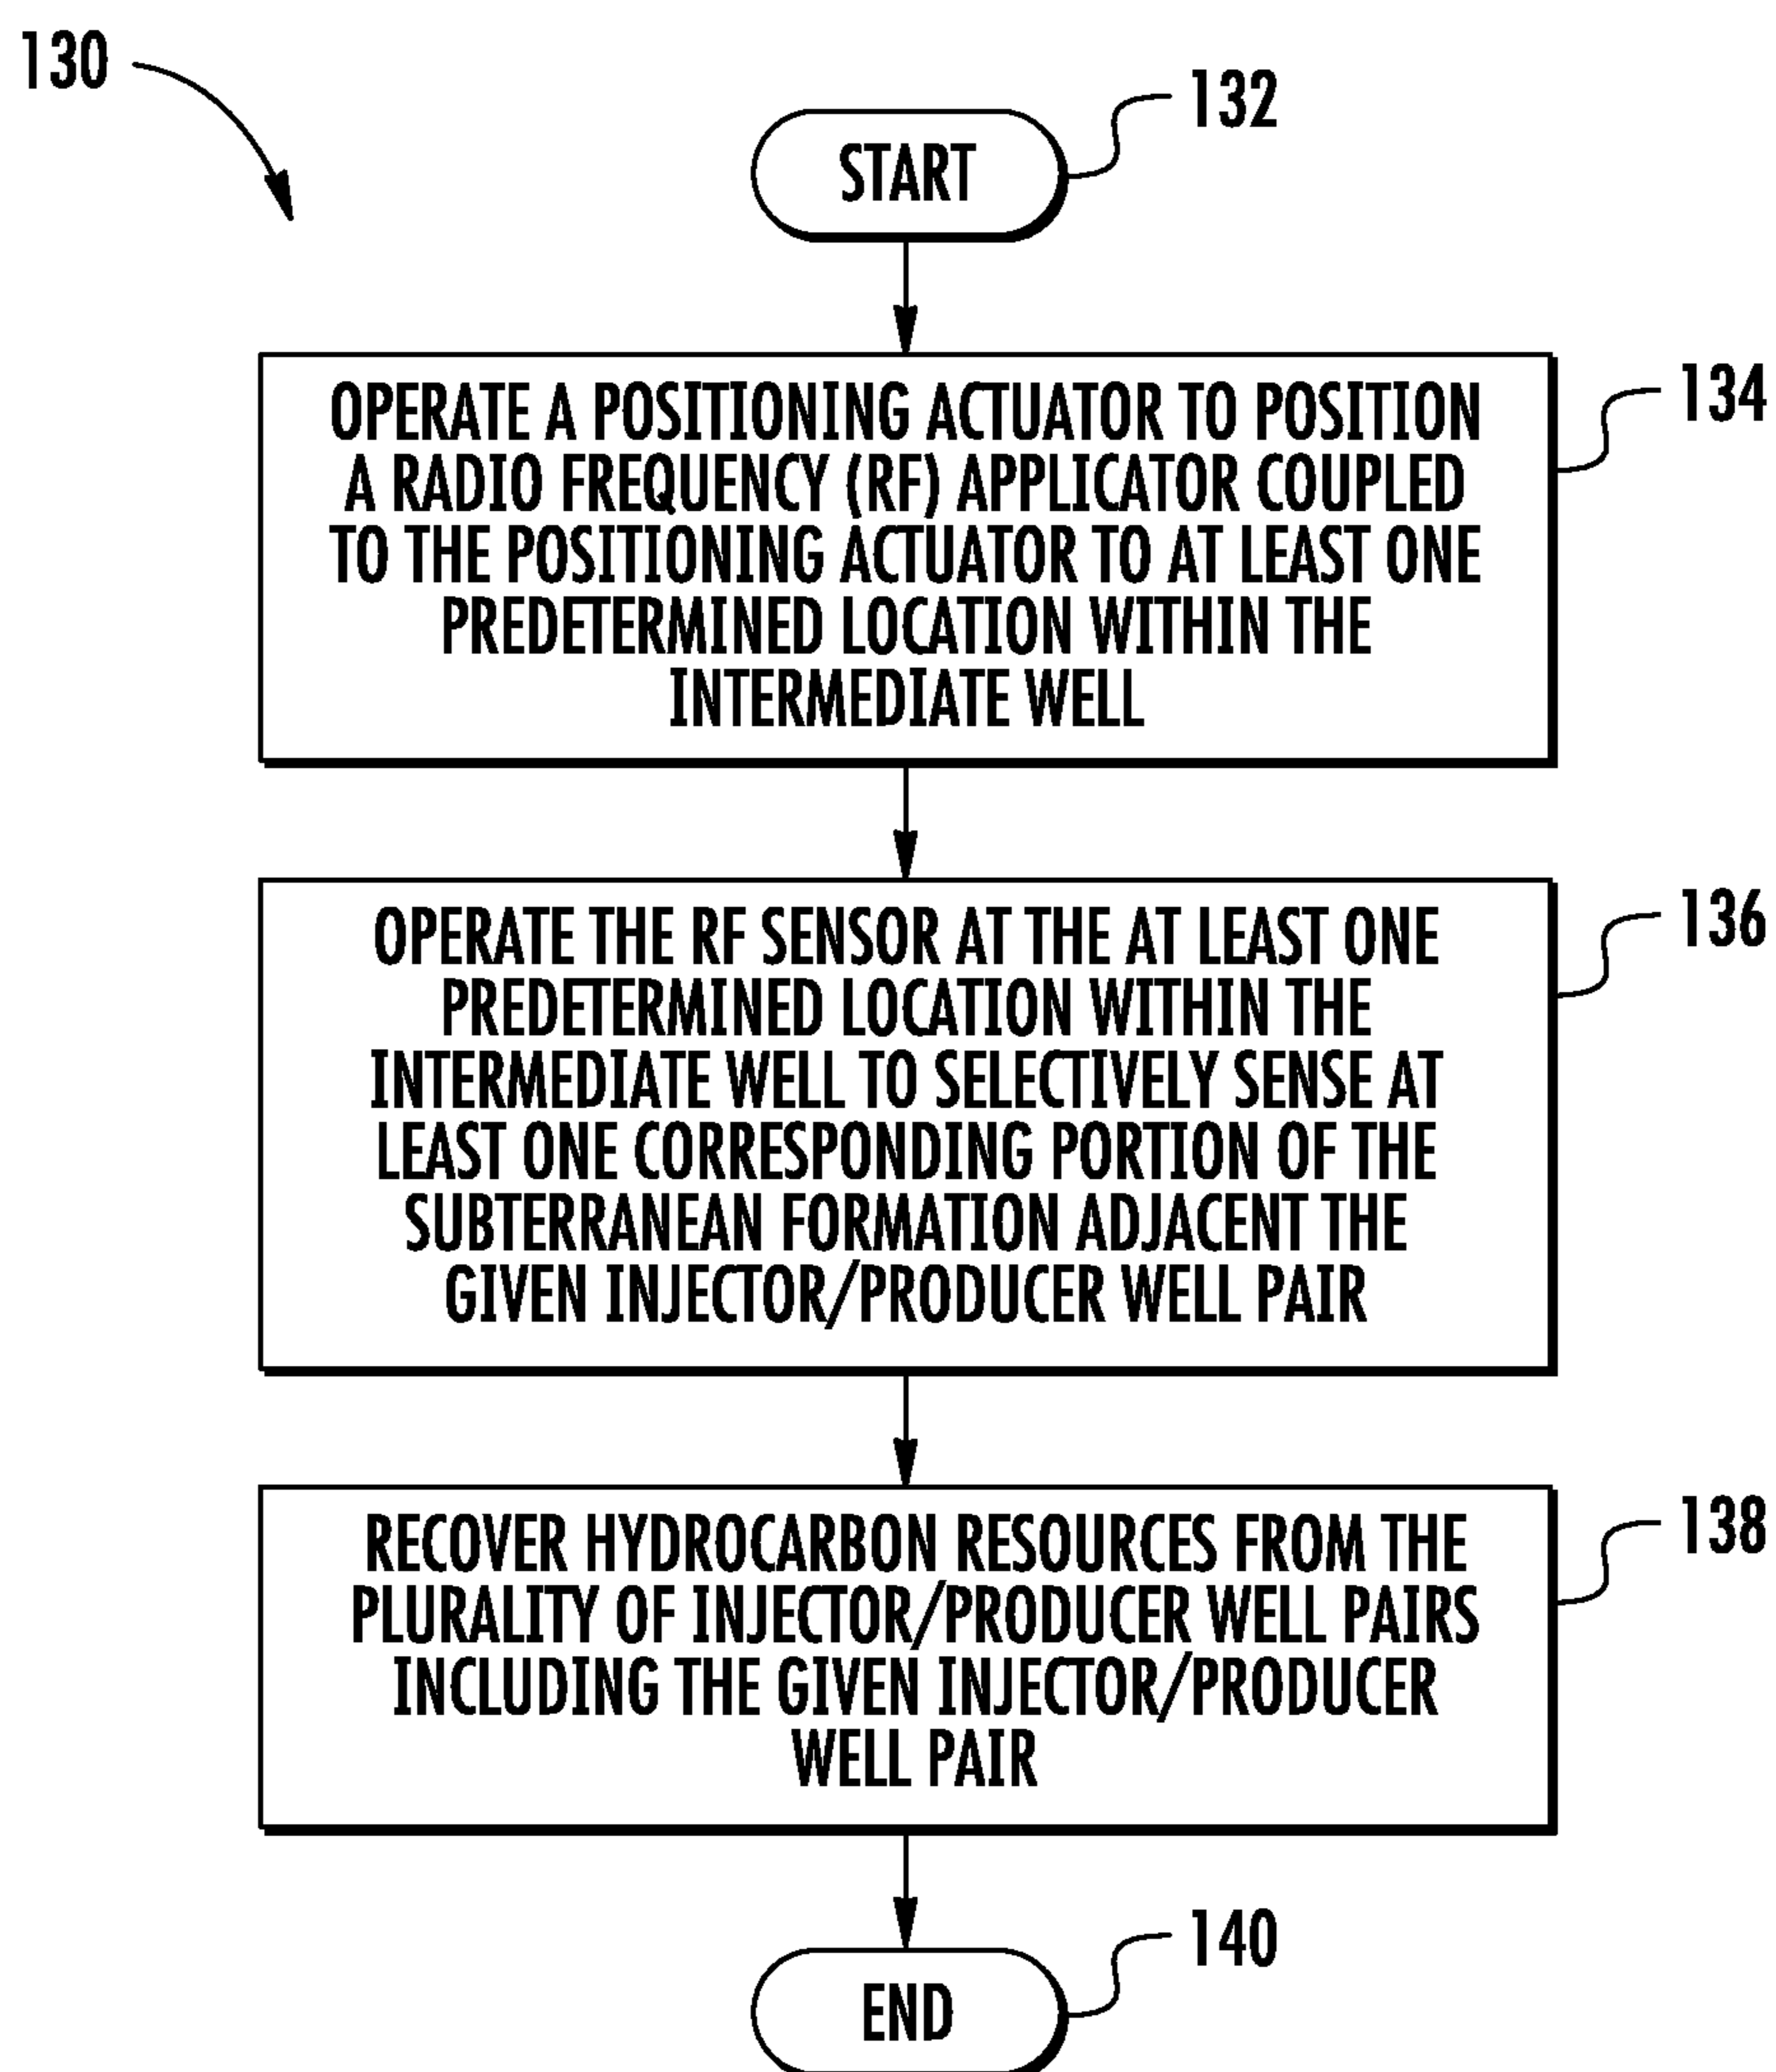 130
132
START
134
OPERATE A POSITIONING ACTUATOR TO POSITION
A RADIO FREQUENCY (RF) APPLICATOR COUPLED
TO THE POSITIONING ACTUATOR TO AT LEAST ONE
PREDETERMINED LOCATION WITHIN THE
INTERMEDIATE WELL
136
OPERATE THE RF SENSOR AT THE AT LEAST ONE
PREDETERMINED LOCATION WITHIN THE
INTERMEDIATE WELL TO SELECTIVELY SENSE AT
LEAST ONE CORRESPONDING PORTION OF THE
SUBTERRANEAN FORMATION ADJACENT THE
GIVEN INJECTOR/PRODUCER WELL PAIR
138
RECOVER HYDROCARBON RESOURCES FROM THE
PLURALITY OF INJECTOR/PRODUCER WELL PAIRS
INCLUDING THE GIVEN INJECTOR/PRODUCER
WELL PAIR
140
END